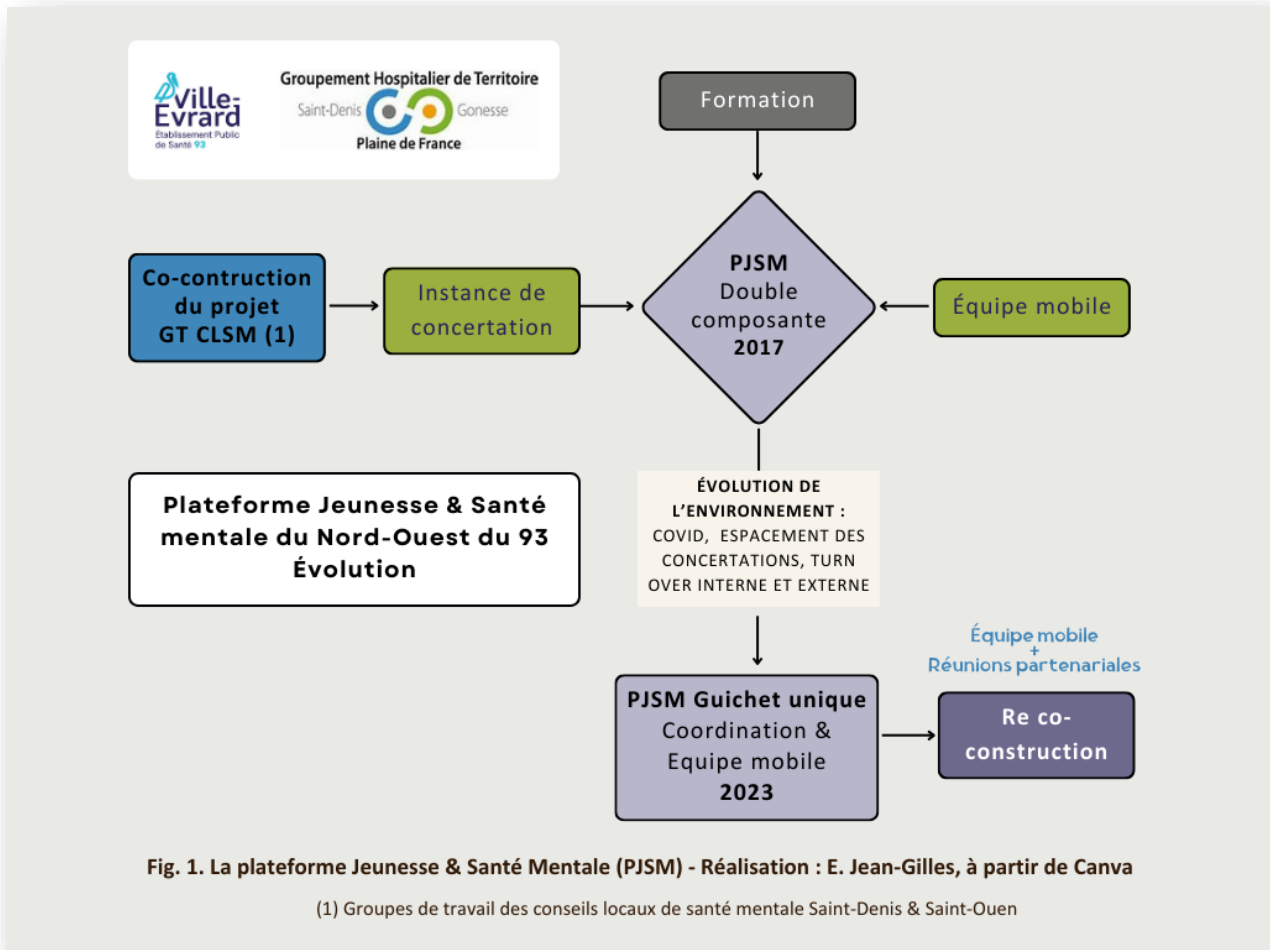 Ville-
Evrard
Établissement Public
de Santé 93
Groupement Hospitalier de Territoire
Saint-Denis Gonesse
Plaine de France
Formation
Co-contruction
du projet
GT CLSM (1)
Instance de
concertation
PJSM
Double
composante
2017
Équipe mobile
Plateforme Jeunesse & Santé
mentale du Nord-Ouest du 93
Évolution
ÉVOLUTION DE
L'ENVIRONNEMENT :
COVID, ESPACEMENT DES
CONCERTATIONS, TURN
OVER INTERNE ET EXTERNE
PJSM Guichet unique
Coordination &
Equipe mobile
2023
Équipe mobile
+
Réunions partenariales
Re co-
construction
Fig. 1. La plateforme Jeunesse & Santé Mentale (PJSM) - Réalisation : E. Jean-Gilles, à partir de Canva
(1) Groupes de travail des conseils locaux de santé mentale Saint-Denis & Saint-Ouen